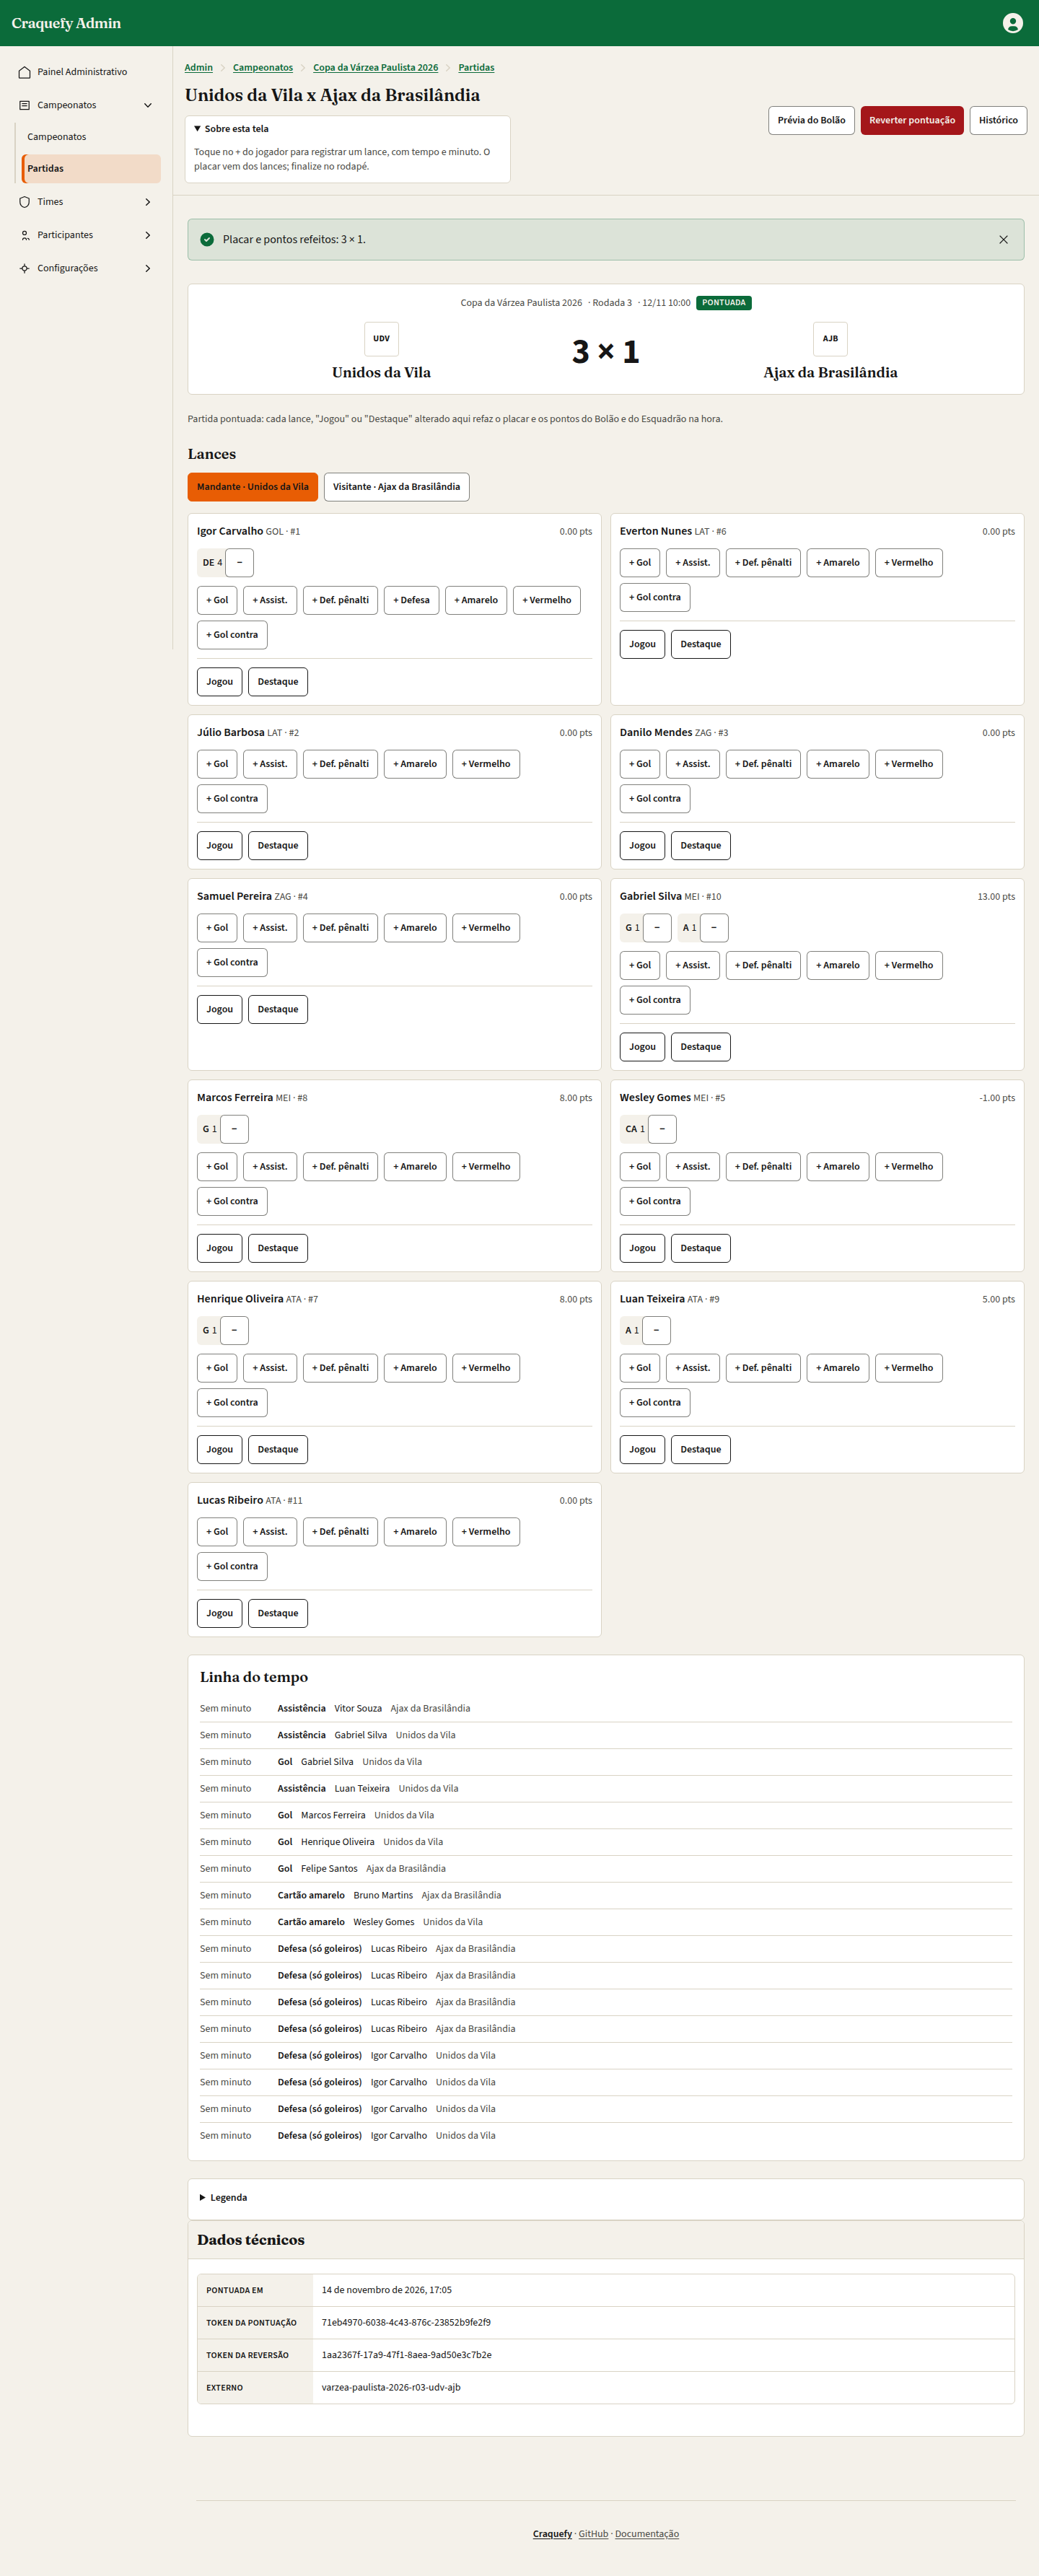 Craquefy Admin
Painel Administrativo
Campeonatos
Campeonatos
Partidas
Times
Participantes
Configurações
Admin
Campeonatos
Copa da Várzea Paulista 2026
Partidas
Unidos da Vila x Ajax da Brasilândia
▼ Sobre esta tela
Toque no + do jogador para registrar um lance, com tempo e minuto. O
placar vem dos lances; finalize no rodapé.
Prévia do Bolão
Reverter pontuação
Histórico
Placar e pontos refeitos: 3 × 1.
Copa da Várzea Paulista 2026 · Rodada 3 · 12/11 10:00 PONTUADA
UDV
Unidos da Vila
3 × 1
AJB
Ajax da Brasilândia
Partida pontuada: cada lance, "Jogou" ou "Destaque" alterado aqui refaz o placar e os pontos do Bolão e do Esquadrão na hora.
Lances
Mandante · Unidos da Vila
Visitante · Ajax da Brasilândia
Igor Carvalho GOL · #1 0.00 pts
DE 4 −
+ Gol + Assist. + Def. pênalti + Defesa + Amarelo + Vermelho
+ Gol contra
Jogou Destaque
Everton Nunes LAT · #6 0.00 pts
+ Gol + Assist. + Def. pênalti + Amarelo + Vermelho
+ Gol contra
Jogou Destaque
Júlio Barbosa LAT · #2 0.00 pts
+ Gol + Assist. + Def. pênalti + Amarelo + Vermelho
+ Gol contra
Jogou Destaque
Danilo Mendes ZAG · #3 0.00 pts
+ Gol + Assist. + Def. pênalti + Amarelo + Vermelho
+ Gol contra
Jogou Destaque
Samuel Pereira ZAG · #4 0.00 pts
+ Gol + Assist. + Def. pênalti + Amarelo + Vermelho
+ Gol contra
Jogou Destaque
Gabriel Silva MEI · #10 13.00 pts
G 1 − A 1 −
+ Gol + Assist. + Def. pênalti + Amarelo + Vermelho
+ Gol contra
Jogou Destaque
Marcos Ferreira MEI · #8 8.00 pts
G 1 −
+ Gol + Assist. + Def. pênalti + Amarelo + Vermelho
+ Gol contra
Jogou Destaque
Wesley Gomes MEI · #5 -1.00 pts
CA 1 −
+ Gol + Assist. + Def. pênalti + Amarelo + Vermelho
+ Gol contra
Jogou Destaque
Henrique Oliveira ATA · #7 8.00 pts
G 1 −
+ Gol + Assist. + Def. pênalti + Amarelo + Vermelho
+ Gol contra
Jogou Destaque
Luan Teixeira ATA · #9 5.00 pts
A 1 −
+ Gol + Assist. + Def. pênalti + Amarelo + Vermelho
+ Gol contra
Jogou Destaque
Lucas Ribeiro ATA · #11 0.00 pts
+ Gol + Assist. + Def. pênalti + Amarelo + Vermelho
+ Gol contra
Jogou Destaque
Linha do tempo
Sem minuto Assistência Vitor Souza Ajax da Brasilândia
Sem minuto Assistência Gabriel Silva Unidos da Vila
Sem minuto Gol Gabriel Silva Unidos da Vila
Sem minuto Assistência Luan Teixeira Unidos da Vila
Sem minuto Gol Marcos Ferreira Unidos da Vila
Sem minuto Gol Henrique Oliveira Unidos da Vila
Sem minuto Gol Felipe Santos Ajax da Brasilândia
Sem minuto Cartão amarelo Bruno Martins Ajax da Brasilândia
Sem minuto Cartão amarelo Wesley Gomes Unidos da Vila
Sem minuto Defesa (só goleiros) Lucas Ribeiro Ajax da Brasilândia
Sem minuto Defesa (só goleiros) Lucas Ribeiro Ajax da Brasilândia
Sem minuto Defesa (só goleiros) Lucas Ribeiro Ajax da Brasilândia
Sem minuto Defesa (só goleiros) Lucas Ribeiro Ajax da Brasilândia
Sem minuto Defesa (só goleiros) Igor Carvalho Unidos da Vila
Sem minuto Defesa (só goleiros) Igor Carvalho Unidos da Vila
Sem minuto Defesa (só goleiros) Igor Carvalho Unidos da Vila
Sem minuto Defesa (só goleiros) Igor Carvalho Unidos da Vila
▶ Legenda
Dados técnicos
PONTUADA EM 14 de novembro de 2026, 17:05
TOKEN DA PONTUAÇÃO 71eb4970-6038-4c43-876c-23852b9fe2f9
TOKEN DA REVERSÃO 1aa2367f-17a9-47f1-8aea-9ad50e3c7b2e
EXTERNO varzea-paulista-2026-r03-udv-ajb
Craquefy · GitHub · Documentação